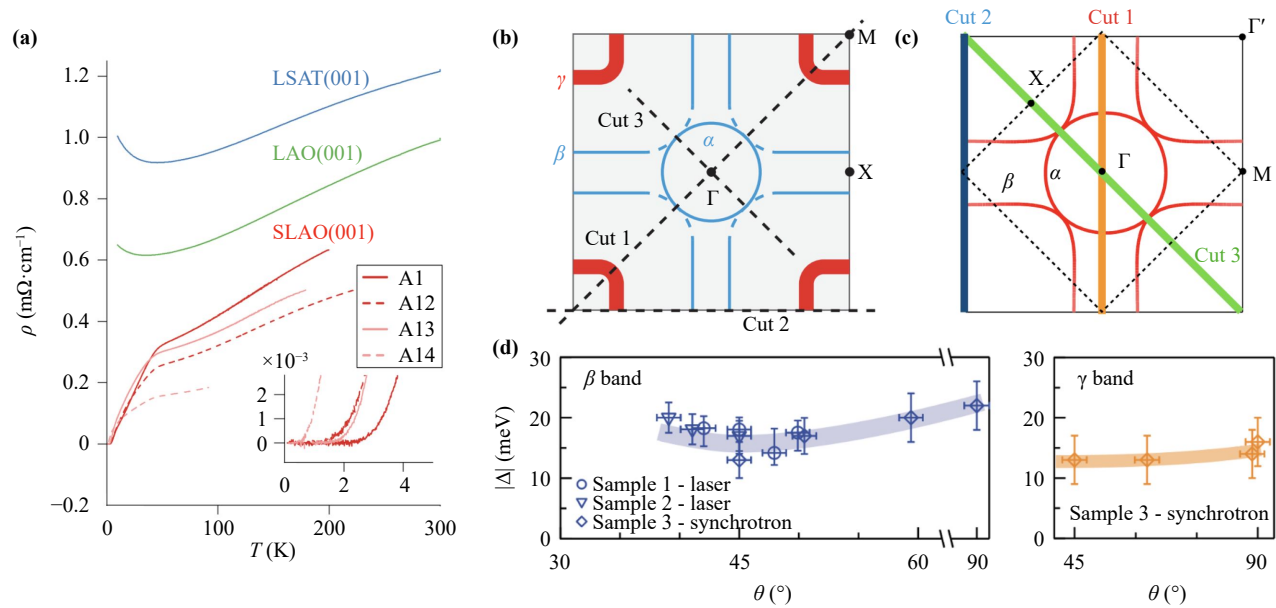 (a)
1.2
1.0
0.8
0.6
0.4
0.2
0
−0.2
ρ (mΩ·cm⁻¹)
LSAT(001)
LAO(001)
SLAO(001)
A1
A12
A13
A14
×10⁻³
2
1
0
0
2
4
0
100
200
300
T (K)
(b)
M
γ
Cut 3
α
β
X
Γ
Cut 1
Cut 2
(c)
Cut 2
Cut 1
Γ′
X
Γ
M
β
α
Cut 3
(d)
30
20
10
0
|Δ| (meV)
β band
Sample 1 - laser
Sample 2 - laser
Sample 3 - synchrotron
30
45
60
90
θ (°)
30
20
10
0
γ band
Sample 3 - synchrotron
45
90
θ (°)